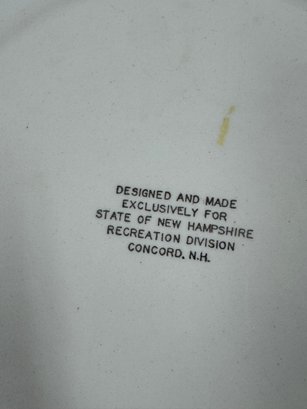 DESIGNED AND MADE
EXCLUSIVELY FOR
STATE OF NEW HAMPSHIRE
RECREATION DIVISION
CONCORD, N.H.